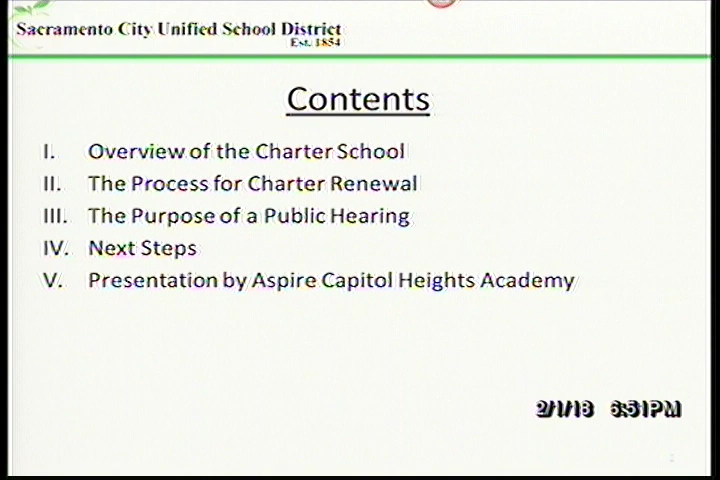 Sacramento City Unified School District
Est. 1854
Contents
I. Overview of the Charter School
II. The Process for Charter Renewal
III. The Purpose of a Public Hearing
IV. Next Steps
V. Presentation by Aspire Capitol Heights Academy
2/1/18 6:51PM
2